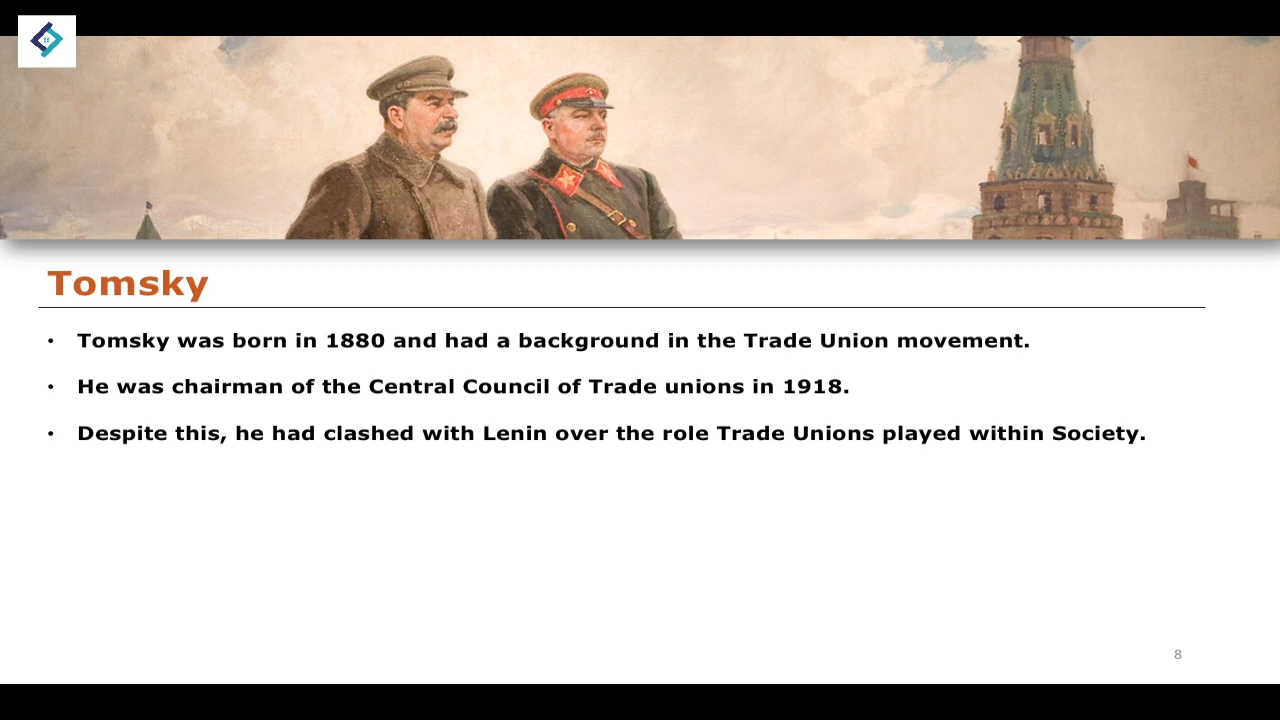 Tomsky
• Tomsky was born in 1880 and had a background in the Trade Union movement.
• He was chairman of the Central Council of Trade unions in 1918.
• Despite this, he had clashed with Lenin over the role Trade Unions played within Society.
8